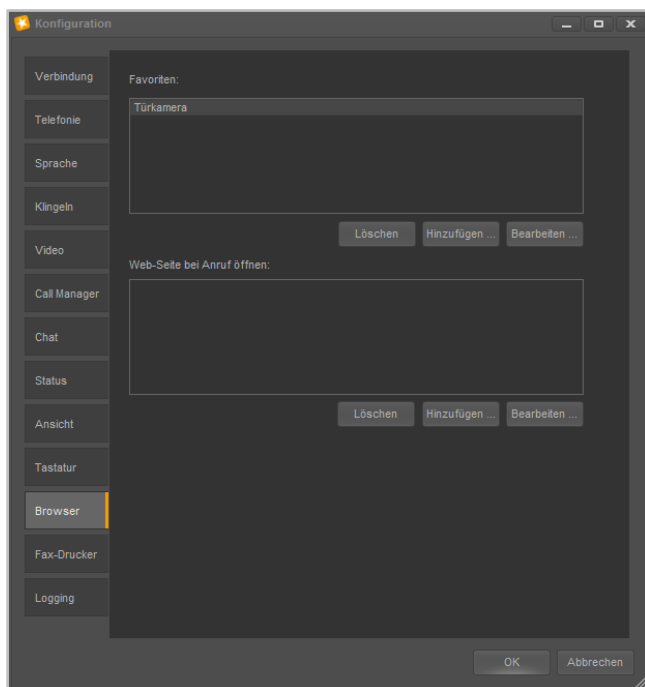 Konfiguration
Verbindung
Telefonie
Sprache
Klingeln
Video
Call Manager
Chat
Status
Ansicht
Tastatur
Browser
Fax-Drucker
Logging
Favoriten:
Türkamera
Löschen Hinzufügen ... Bearbeiten ...
Web-Seite bei Anruf öffnen:
Löschen Hinzufügen ... Bearbeiten ...
OK Abbrechen